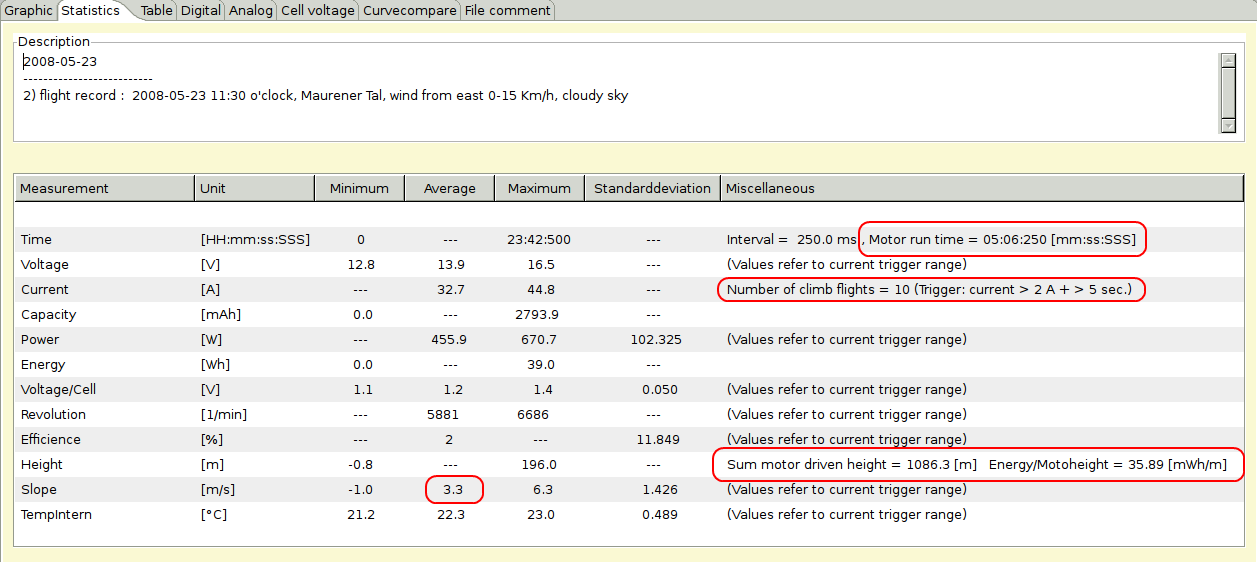 Graphic Statistics Table Digital Analog Cell voltage Curvecompare File comment
Description
2008-05-23
--------------------------
2) flight record :  2008-05-23 11:30 o'clock, Maurener Tal, wind from east 0-15 Km/h, cloudy sky
Measurement Unit Minimum Average Maximum Standarddeviation Miscellaneous
Time [HH:mm:ss:SSS] 0 --- 23:42:500 --- Interval =  250.0 ms , Motor run time = 05:06:250 [mm:ss:SSS]
Voltage [V] 12.8 13.9 16.5 --- (Values refer to current trigger range)
Current [A] --- 32.7 44.8 --- Number of climb flights = 10 (Trigger: current > 2 A + > 5 sec.)
Capacity [mAh] 0.0 --- 2793.9 ---
Power [W] --- 455.9 670.7 102.325 (Values refer to current trigger range)
Energy [Wh] 0.0 --- 39.0 ---
Voltage/Cell [V] 1.1 1.2 1.4 0.050 (Values refer to current trigger range)
Revolution [1/min] --- 5881 6686 --- (Values refer to current trigger range)
Efficience [%] --- 2 --- 11.849 (Values refer to current trigger range)
Height [m] -0.8 --- 196.0 --- Sum motor driven height = 1086.3 [m]   Energy/Motoheight = 35.89 [mWh/m]
Slope [m/s] -1.0 3.3 6.3 1.426 (Values refer to current trigger range)
TempIntern [°C] 21.2 22.3 23.0 0.489 (Values refer to current trigger range)